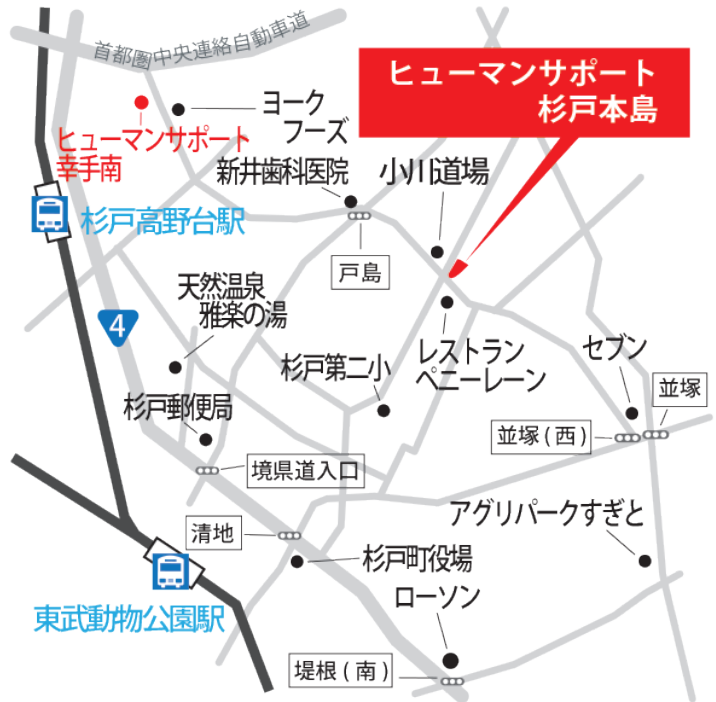 首都圏中央連絡自動車道
ヒューマンサポート
杉戸本島
ヨーク
フーズ
ヒューマンサポート
幸手南
新井歯科医院
小川道場
杉戸高野台駅
戸島
天然温泉
雅楽の湯
4
レストラン
ペニーレーン
セブン
杉戸第二小
並塚
杉戸郵便局
並塚(西)
境県道入口
アグリパークすぎと
清地
杉戸町役場
ローソン
東武動物公園駅
堤根(南)